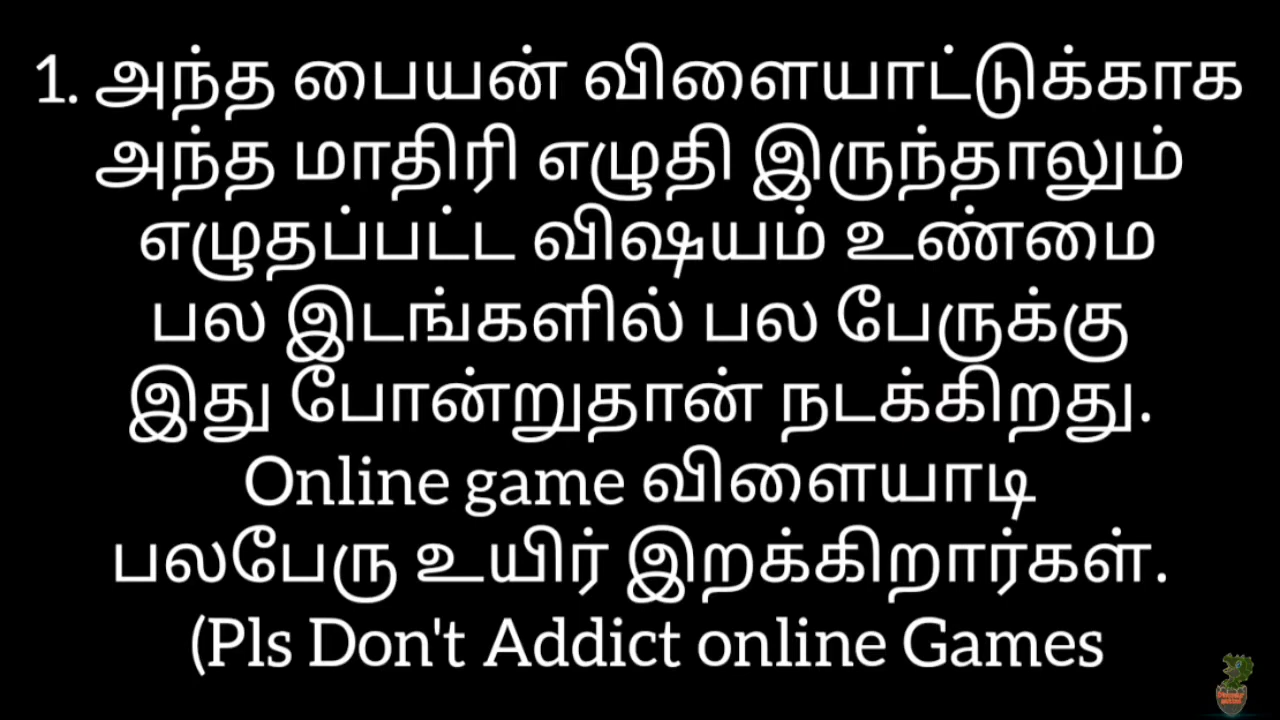 1. அந்த பையன் விளையாட்டுக்காக
அந்த மாதிரி எழுதி இருந்தாலும்
எழுதப்பட்ட விஷயம் உண்மை
பல இடங்களில் பல பேருக்கு
இது போன்றுதான் நடக்கிறது.
Online game விளையாடி
பலபேரு உயிர் இறக்கிறார்கள்.
(Pls Don't Addict online Games